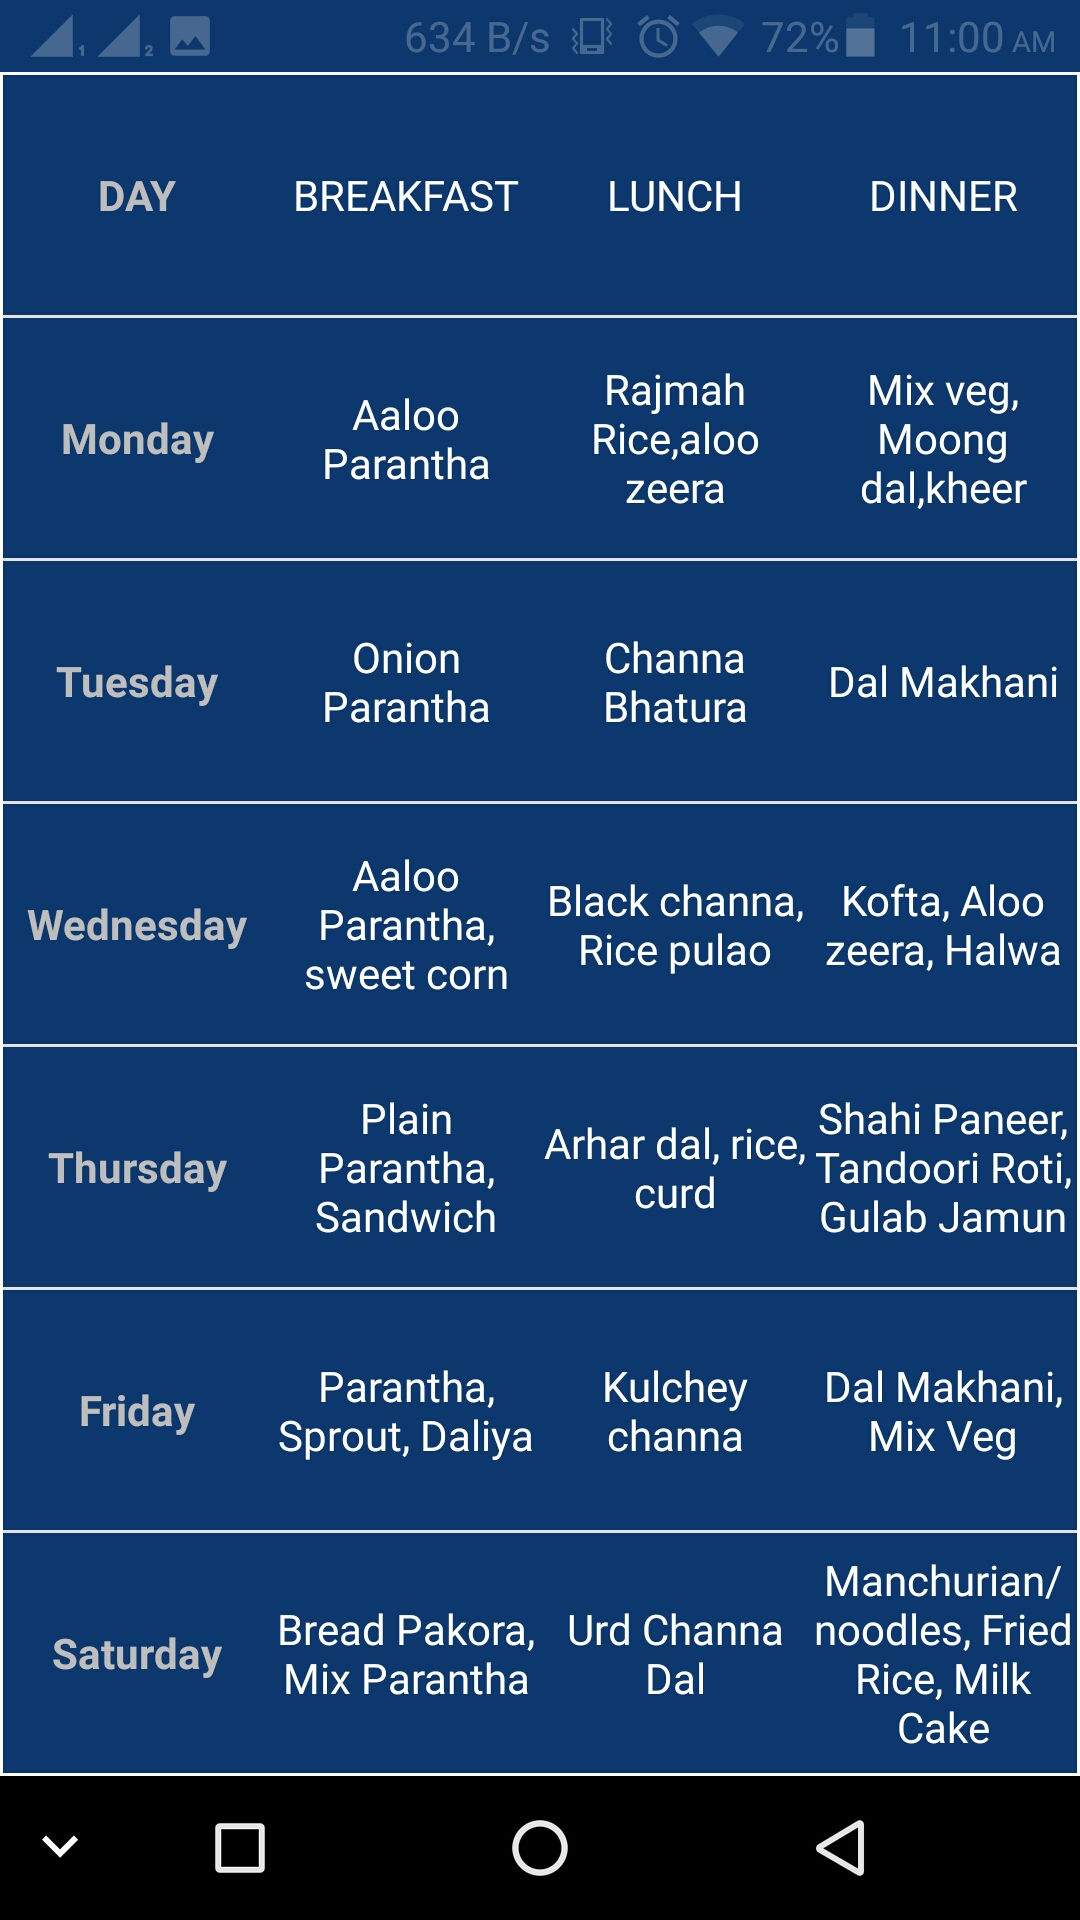 1 2 634 B/s 72% 11:00 AM
DAY BREAKFAST LUNCH DINNER
Monday
Aaloo
Parantha
Rajmah
Rice,aloo
zeera
Mix veg,
Moong
dal,kheer
Tuesday
Onion
Parantha
Channa
Bhatura
Dal Makhani
Wednesday
Aaloo
Parantha,
sweet corn
Black channa,
Rice pulao
Kofta, Aloo
zeera, Halwa
Thursday
Plain
Parantha,
Sandwich
Arhar dal, rice,
curd
Shahi Paneer,
Tandoori Roti,
Gulab Jamun
Friday
Parantha,
Sprout, Daliya
Kulchey
channa
Dal Makhani,
Mix Veg
Saturday
Bread Pakora,
Mix Parantha
Urd Channa
Dal
Manchurian/
noodles, Fried
Rice, Milk
Cake